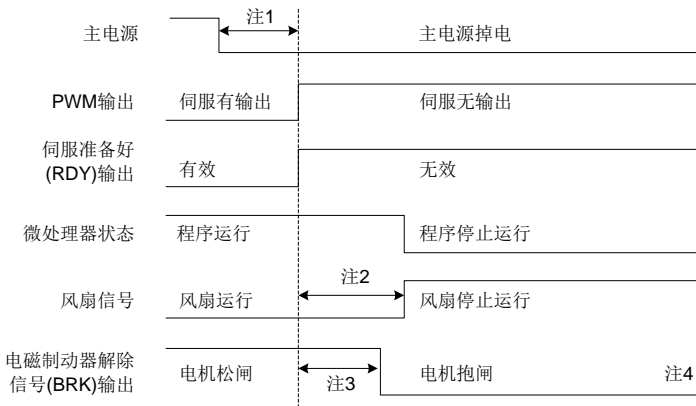 注1
主电源
主电源掉电
PWM输出
伺服有输出
伺服无输出
伺服准备好
(RDY)输出
有效
无效
微处理器状态
程序运行
程序停止运行
注2
风扇信号
风扇运行
风扇停止运行
电磁制动器解除
信号(BRK)输出
电机松闸
注3
电机抱闸
注4